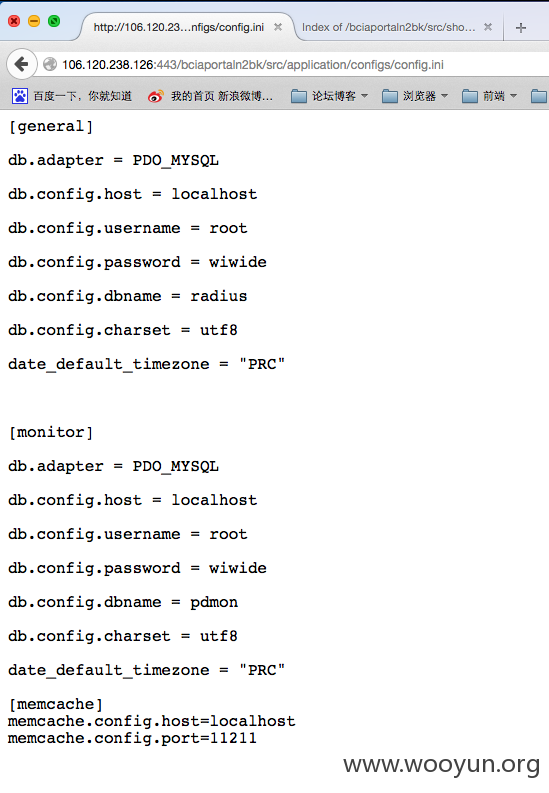 http://106.120.23...nfigs/config.ini
Index of /bciaportaln2bk/src/sho...
106.120.238.126:443/bciaportaln2bk/src/application/configs/config.ini
百度一下，你就知道 我的首页 新浪微博... 论坛博客 浏览器 前端
[general]
db.adapter = PDO_MYSQL
db.config.host = localhost
db.config.username = root
db.config.password = wiwide
db.config.dbname = radius
db.config.charset = utf8
date_default_timezone = "PRC"
[monitor]
db.adapter = PDO_MYSQL
db.config.host = localhost
db.config.username = root
db.config.password = wiwide
db.config.dbname = pdmon
db.config.charset = utf8
date_default_timezone = "PRC"
[memcache]
memcache.config.host=localhost
memcache.config.port=11211
www.wooyun.org